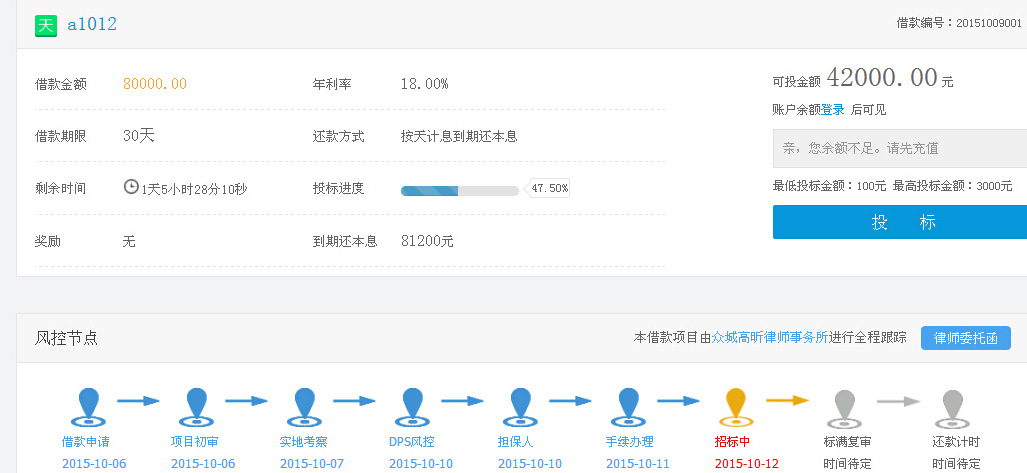 天 a1012 借款编号：20151009001
借款金额 80000.00 年利率 18.00%
可投金额 42000.00 元
账户余额登录 后可见
借款期限 30天 还款方式 按天计息到期还本息
亲，您余额不足。请先充值
剩余时间 1天5小时28分10秒 投标进度 47.50%
最低投标金额：100元 最高投标金额：3000元
投 标
奖励 无 到期还本息 81200元
风控节点 本借款项目由众城高昕律师事务所进行全程跟踪 律师委托函
借款申请 项目初审 实地考察 DPS风控 担保人 手续办理 招标中 标满复审 还款计时
2015-10-06 2015-10-06 2015-10-07 2015-10-10 2015-10-10 2015-10-11 2015-10-12 时间待定 时间待定